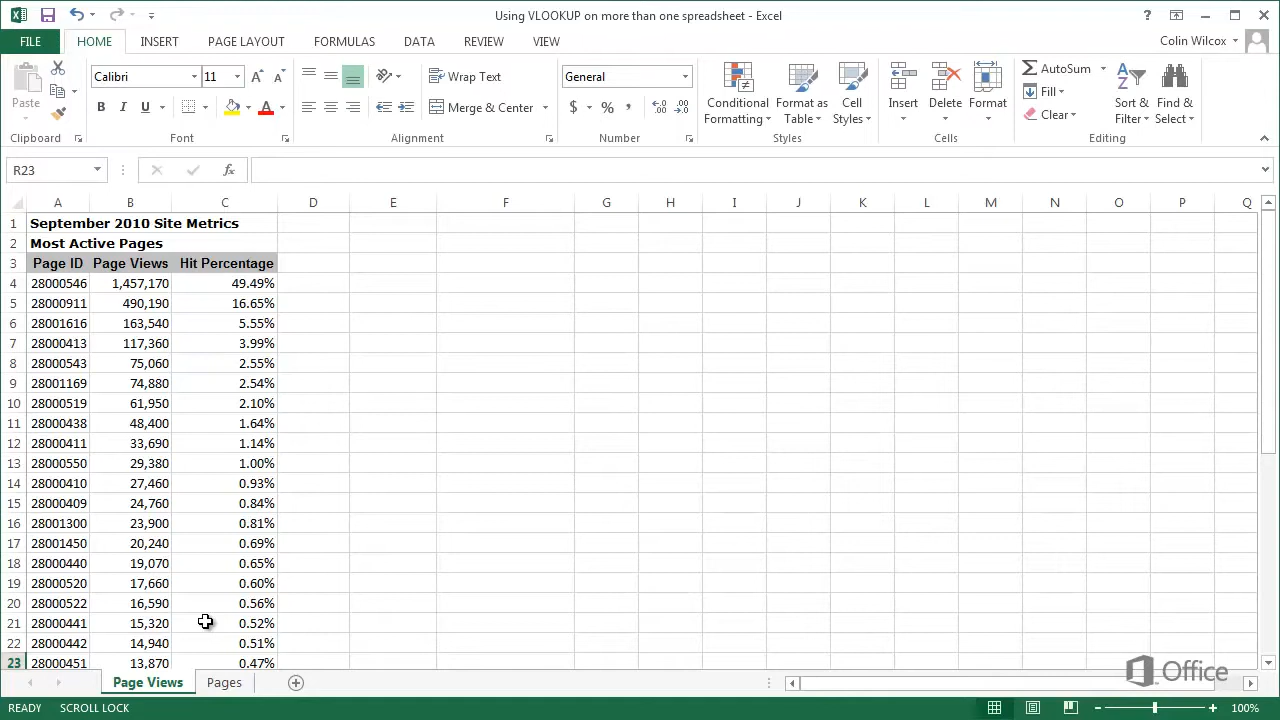 Using VLOOKUP on more than one spreadsheet - Excel
FILE HOME INSERT PAGE LAYOUT FORMULAS DATA REVIEW VIEW Colin Wilcox
Paste
Calibri 11
Wrap Text
Merge & Center
General
$ % ,
Conditional Formatting
Format as Table
Cell Styles
Insert
Delete
Format
AutoSum
Fill
Clear
Sort & Filter
Find & Select
Clipboard Font Alignment Number Styles Cells Editing
R23 fx
A B C D E F G H I J K L M N O P Q
1 September 2010 Site Metrics
2 Most Active Pages
3 Page ID Page Views Hit Percentage
4 28000546 1,457,170 49.49%
5 28000911 490,190 16.65%
6 28001616 163,540 5.55%
7 28000413 117,360 3.99%
8 28000543 75,060 2.55%
9 28001169 74,880 2.54%
10 28000519 61,950 2.10%
11 28000438 48,400 1.64%
12 28000411 33,690 1.14%
13 28000550 29,380 1.00%
14 28000410 27,460 0.93%
15 28000409 24,760 0.84%
16 28001300 23,900 0.81%
17 28001450 20,240 0.69%
18 28000440 19,070 0.65%
19 28000520 17,660 0.60%
20 28000522 16,590 0.56%
21 28000441 15,320 0.52%
22 28000442 14,940 0.51%
23 28000451 13,870 0.47%
Page Views Pages
Office
READY SCROLL LOCK 100%